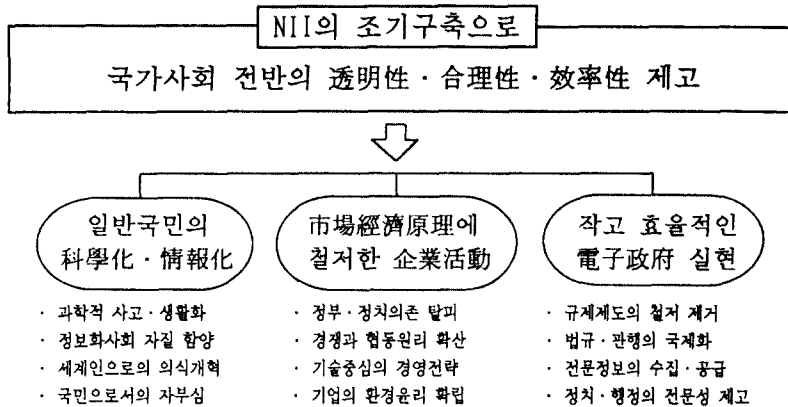 NII의 조기구축으로
국가사회 전반의 透明性·合理性·效率性 제고
일반국민의
科學化·情報化
· 과학적 사고·생활화
· 정보화사회 자질 함양
· 세계인으로의 의식개혁
· 국민으로서의 자부심
市場經濟原理에
철저한 企業活動
· 정부·정치의존 탈피
· 경쟁과 협동원리 확산
· 기술중심의 경영전략
· 기업의 환경윤리 확립
작고 효율적인
電子政府 실현
· 규제제도의 철저 제거
· 법규·관행의 국제화
· 전문정보의 수집·공급
· 정치·행정의 전문성 제고